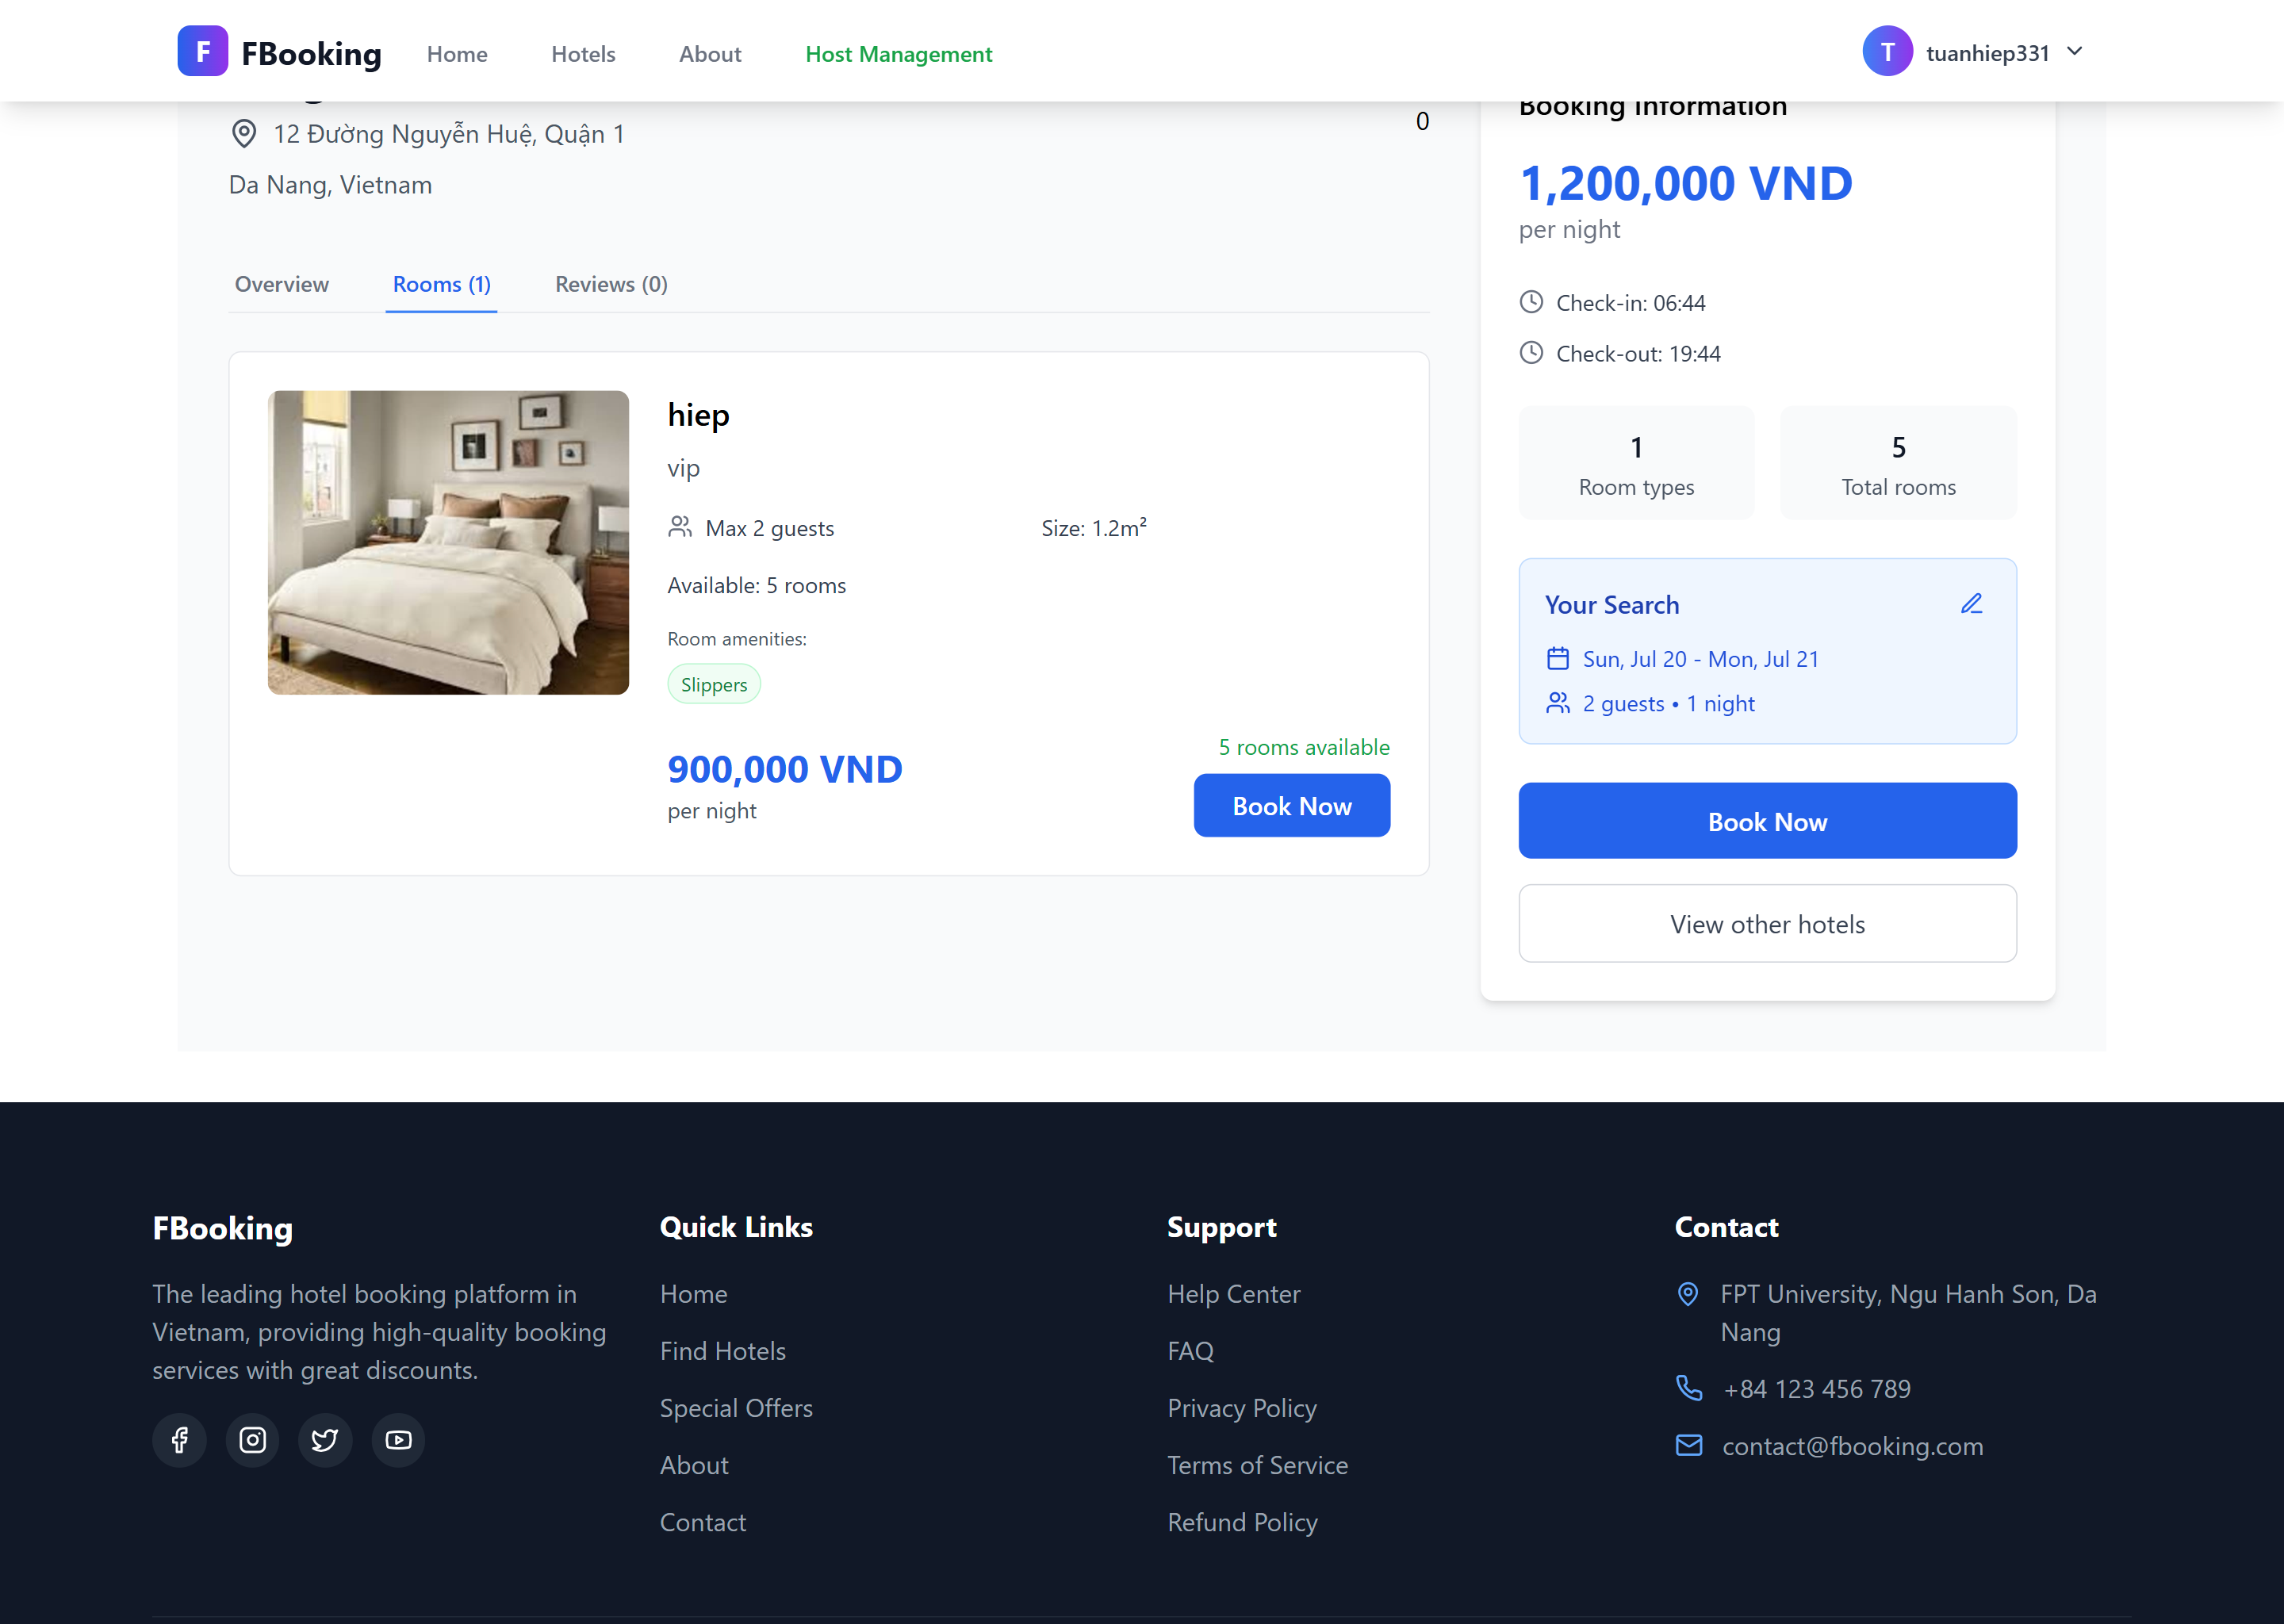 F FBooking Home Hotels About Host Management T tuanhiep331
12 Đường Nguyễn Huệ, Quận 1
Da Nang, Vietnam
0
Overview Rooms (1) Reviews (0)
hiep
vip
Max 2 guests Size: 1.2m²
Available: 5 rooms
Room amenities:
Slippers
900,000 VND
per night
5 rooms available
Book Now
Booking Information
1,200,000 VND
per night
Check-in: 06:44
Check-out: 19:44
1
Room types
5
Total rooms
Your Search
Sun, Jul 20 - Mon, Jul 21
2 guests • 1 night
Book Now
View other hotels
FBooking
The leading hotel booking platform in
Vietnam, providing high-quality booking
services with great discounts.
Quick Links
Home
Find Hotels
Special Offers
About
Contact
Support
Help Center
FAQ
Privacy Policy
Terms of Service
Refund Policy
Contact
FPT University, Ngu Hanh Son, Da
Nang
+84 123 456 789
contact@fbooking.com